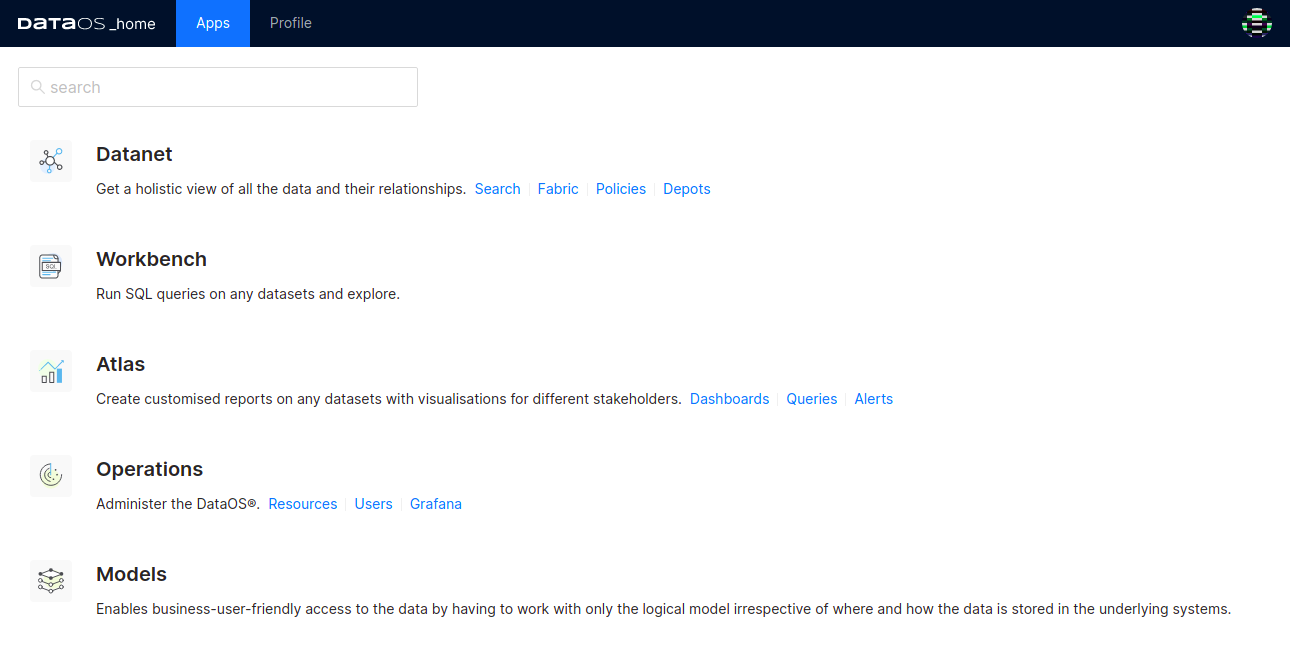 DATAOS_home Apps Profile
search
Datanet
Get a holistic view of all the data and their relationships. Search Fabric Policies Depots
Workbench
SQL
Run SQL queries on any datasets and explore.
Atlas
Create customised reports on any datasets with visualisations for different stakeholders. Dashboards Queries Alerts
Operations
Administer the DataOS®. Resources Users Grafana
Models
Enables business-user-friendly access to the data by having to work with only the logical model irrespective of where and how the data is stored in the underlying systems.